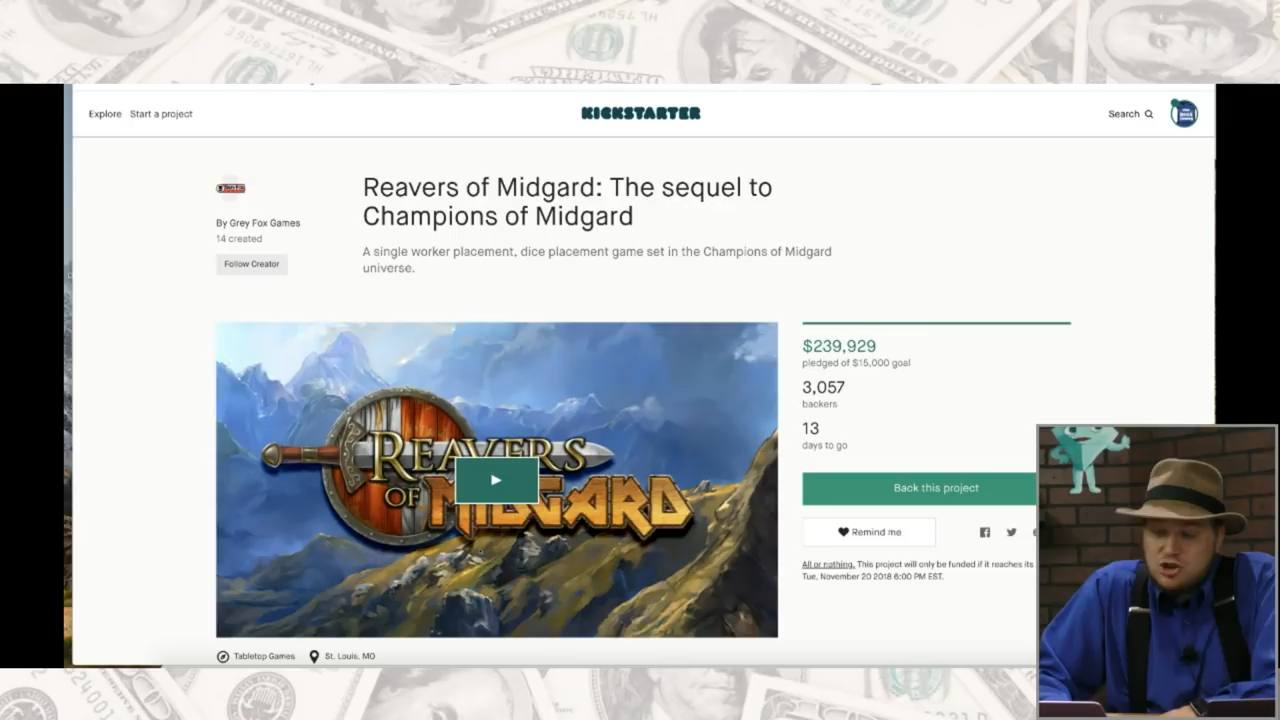 Explore Start a project
KICKSTARTER
Search
By Grey Fox Games
14 created
Follow Creator
Reavers of Midgard: The sequel to
Champions of Midgard
A single worker placement, dice placement game set in the Champions of Midgard
universe.
REAVERS
OF MIDGARD
$239,929
pledged of $15,000 goal
3,057
backers
13
days to go
Back this project
Remind me
All or nothing. This project will only be funded if it reaches its
Tue, November 20 2018 6:00 PM EST.
Tabletop Games St. Louis, MO